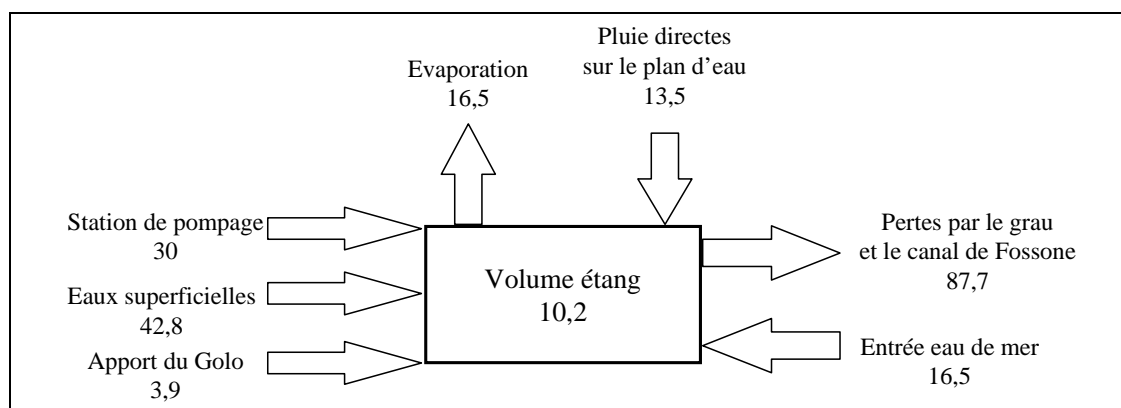 Pluie directes
sur le plan d'eau
13,5
Evaporation
16,5
Station de pompage
30
Eaux superficielles
42,8
Apport du Golo
3,9
Volume étang
10,2
Pertes par le grau
et le canal de Fossone
87,7
Entrée eau de mer
16,5